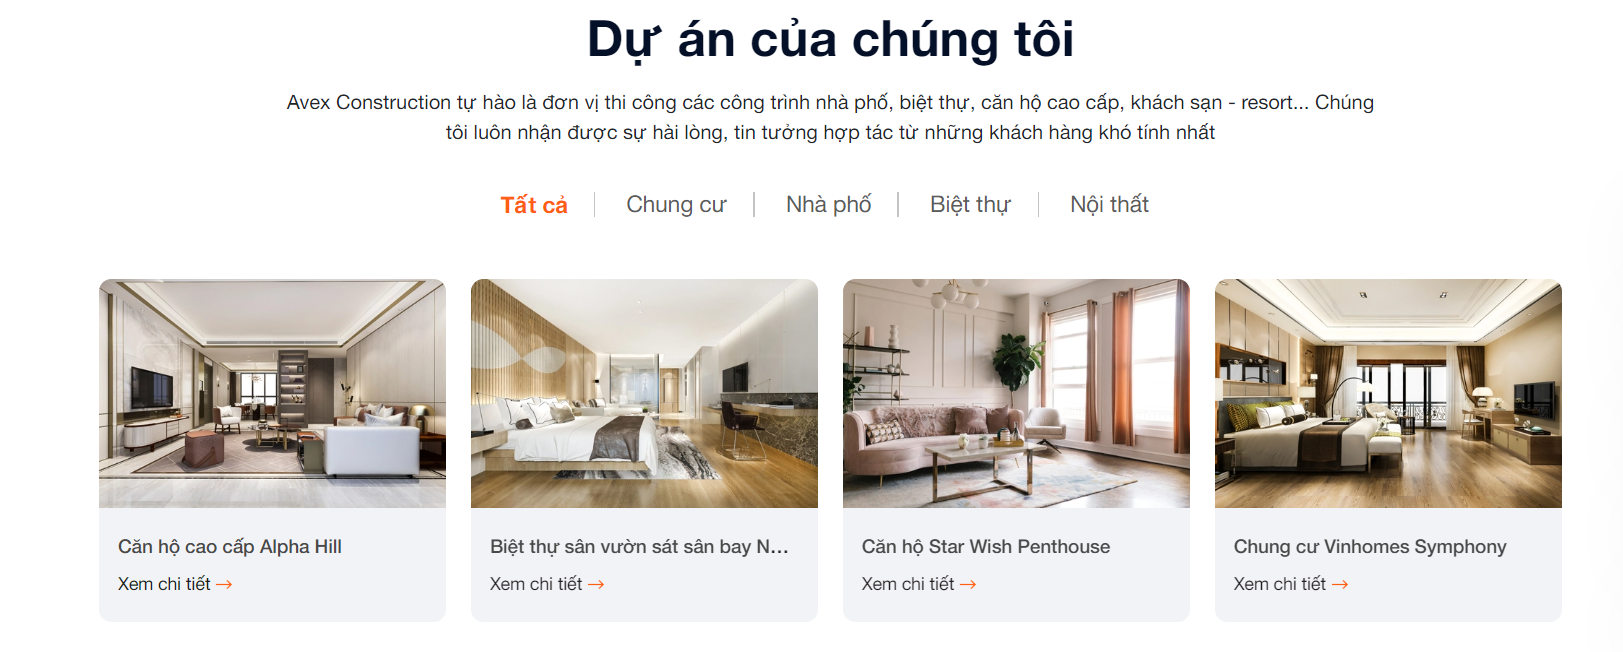 Dự án của chúng tôi
Avex Construction tự hào là đơn vị thi công các công trình nhà phố, biệt thự, căn hộ cao cấp, khách sạn - resort... Chúng
tôi luôn nhận được sự hài lòng, tin tưởng hợp tác từ những khách hàng khó tính nhất
Tất cả
Chung cư
Nhà phố
Biệt thự
Nội thất
Căn hộ cao cấp Alpha Hill
Xem chi tiết →
Biệt thự sân vườn sát sân bay N...
Xem chi tiết →
Căn hộ Star Wish Penthouse
Xem chi tiết →
Chung cư Vinhomes Symphony
Xem chi tiết →